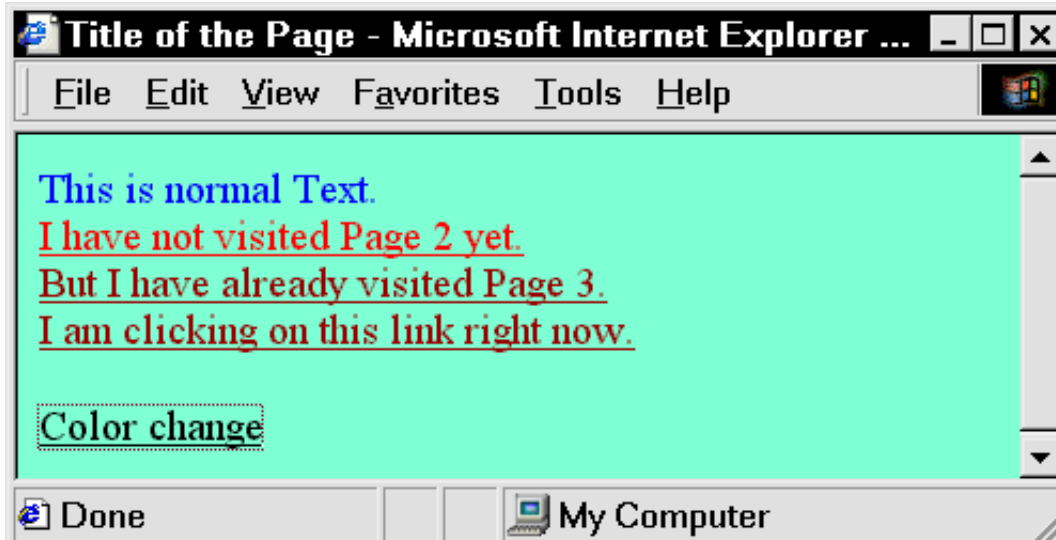 Title of the Page - Microsoft Internet Explorer ...
File Edit View Favorites Tools Help
This is normal Text.
I have not visited Page 2 yet.
But I have already visited Page 3.
I am clicking on this link right now.
Color change
Done My Computer